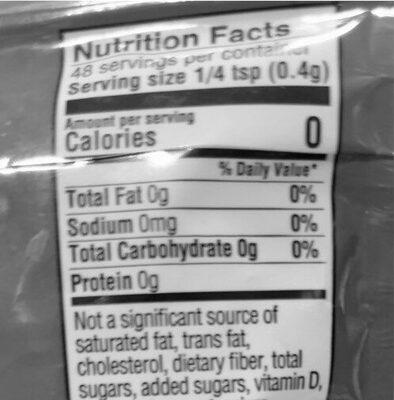 Nutrition Facts
48 servings per container
Serving size 1/4 tsp (0.4g)
Amount per serving
Calories 0
% Daily Value*
Total Fat 0g 0%
Sodium 0mg 0%
Total Carbohydrate 0g 0%
Protein 0g
Not a significant source of
saturated fat, trans fat,
cholesterol, dietary fiber, total
sugars, added sugars, vitamin D,